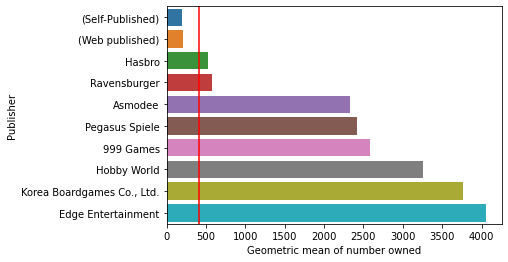 (Self-Published)
(Web published)
Hasbro
Ravensburger
Asmodee
Pegasus Spiele
999 Games
Hobby World
Korea Boardgames Co., Ltd.
Edge Entertainment
Publisher
0 500 1000 1500 2000 2500 3000 3500 4000
Geometric mean of number owned